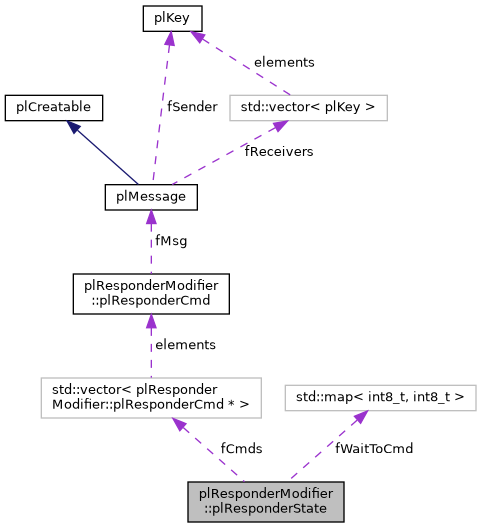 plKey
elements
plCreatable
fSender
std::vector< plKey >
fReceivers
plMessage
fMsg
plResponderModifier
::plResponderCmd
elements
std::vector< plResponder
Modifier::plResponderCmd * >
std::map< int8_t, int8_t >
fCmds
fWaitToCmd
plResponderModifier
::plResponderState